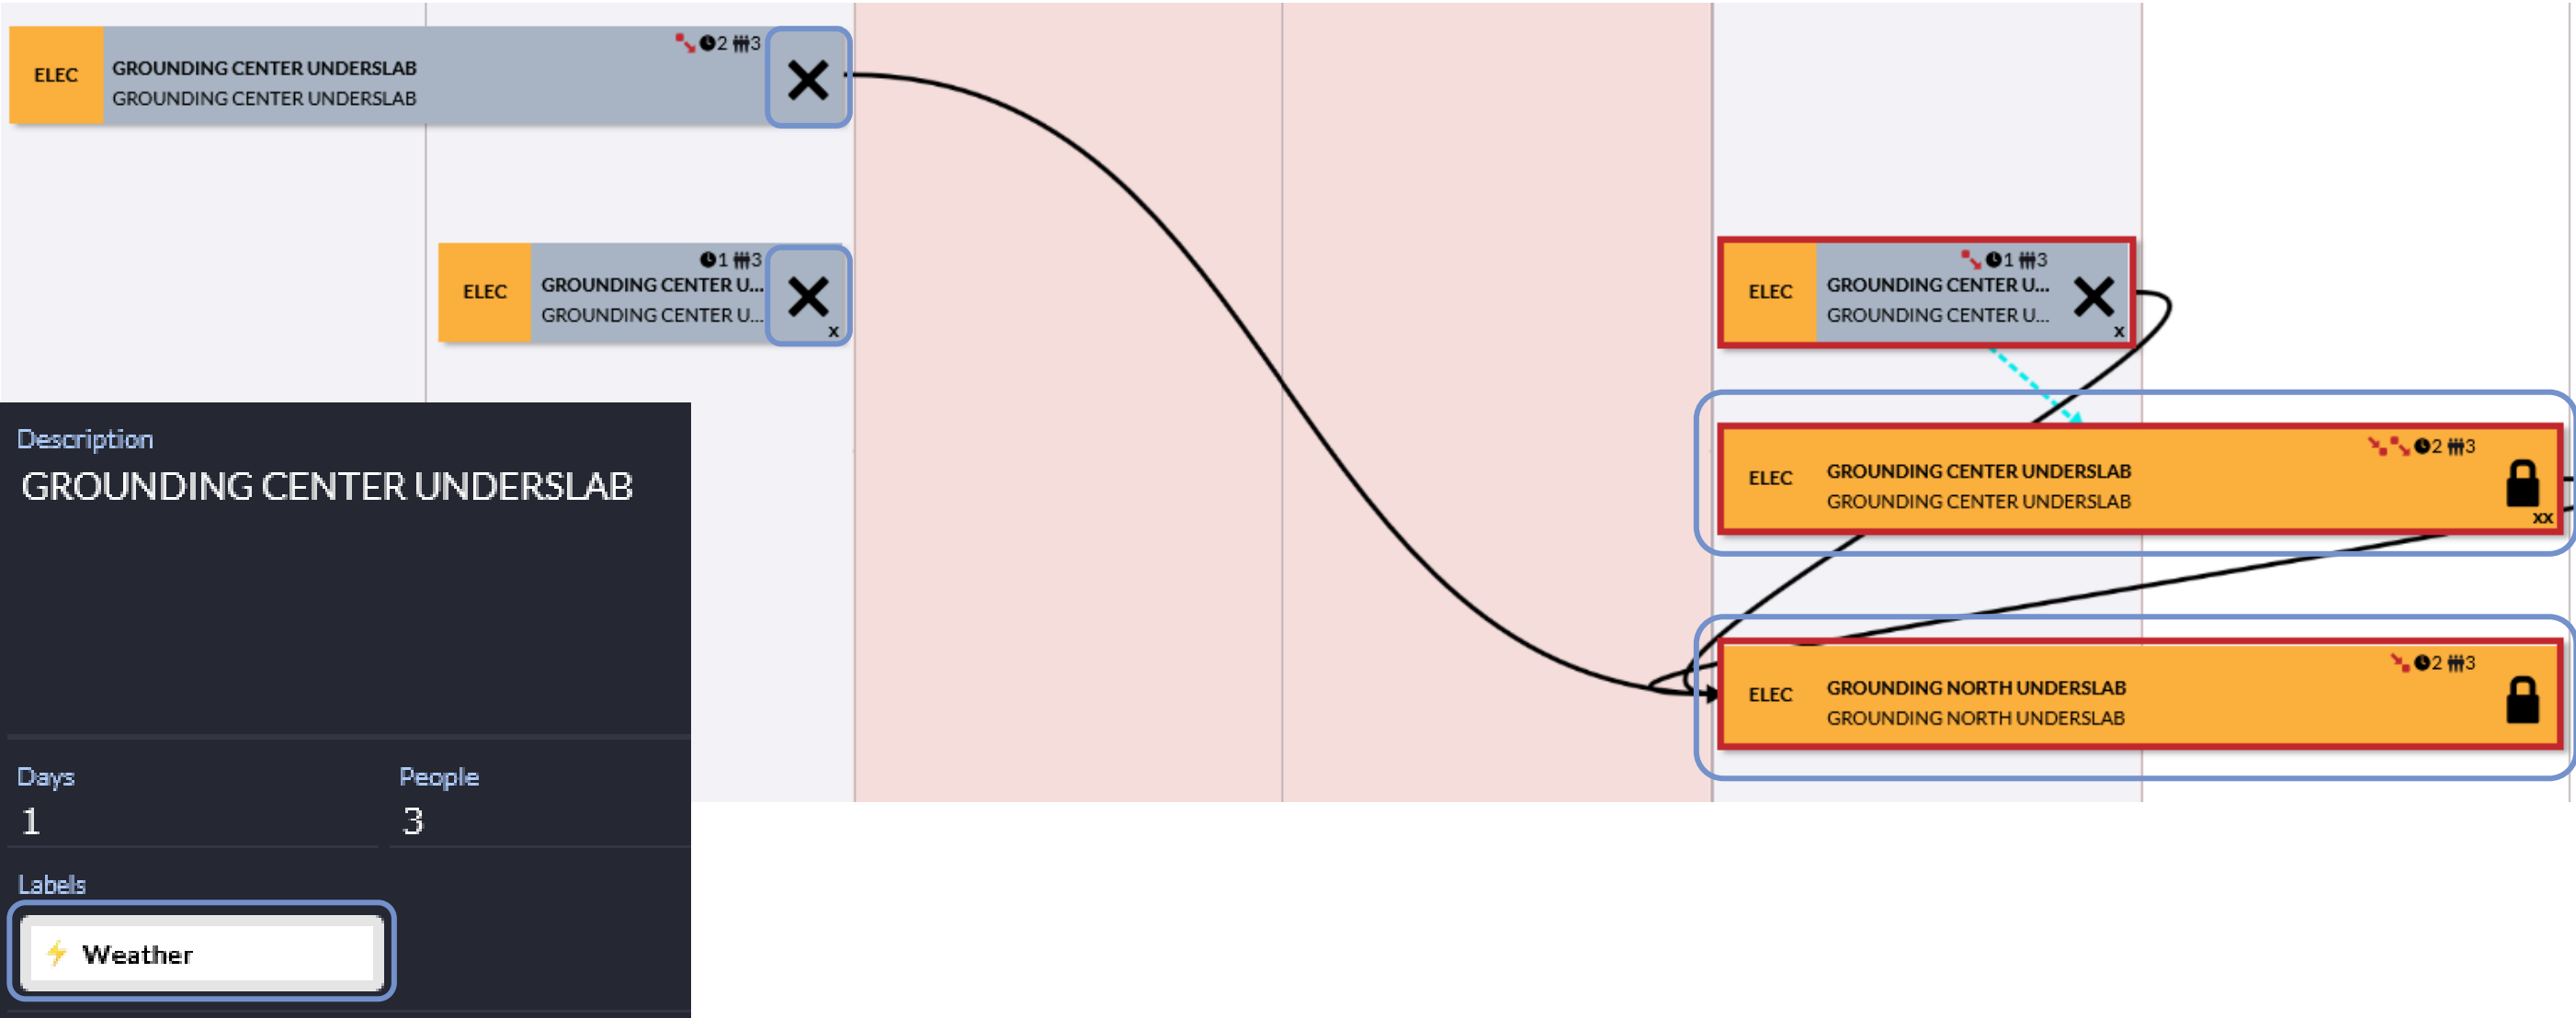 2 3
ELEC
GROUNDING CENTER UNDERSLAB
GROUNDING CENTER UNDERSLAB
1 3
ELEC
GROUNDING CENTER U...
GROUNDING CENTER U...
x
1 3
ELEC
GROUNDING CENTER U...
GROUNDING CENTER U...
x
2 3
ELEC
GROUNDING CENTER UNDERSLAB
GROUNDING CENTER UNDERSLAB
xx
2 3
ELEC
GROUNDING NORTH UNDERSLAB
GROUNDING NORTH UNDERSLAB
Description
GROUNDING CENTER UNDERSLAB
Days People
1 3
Labels
Weather